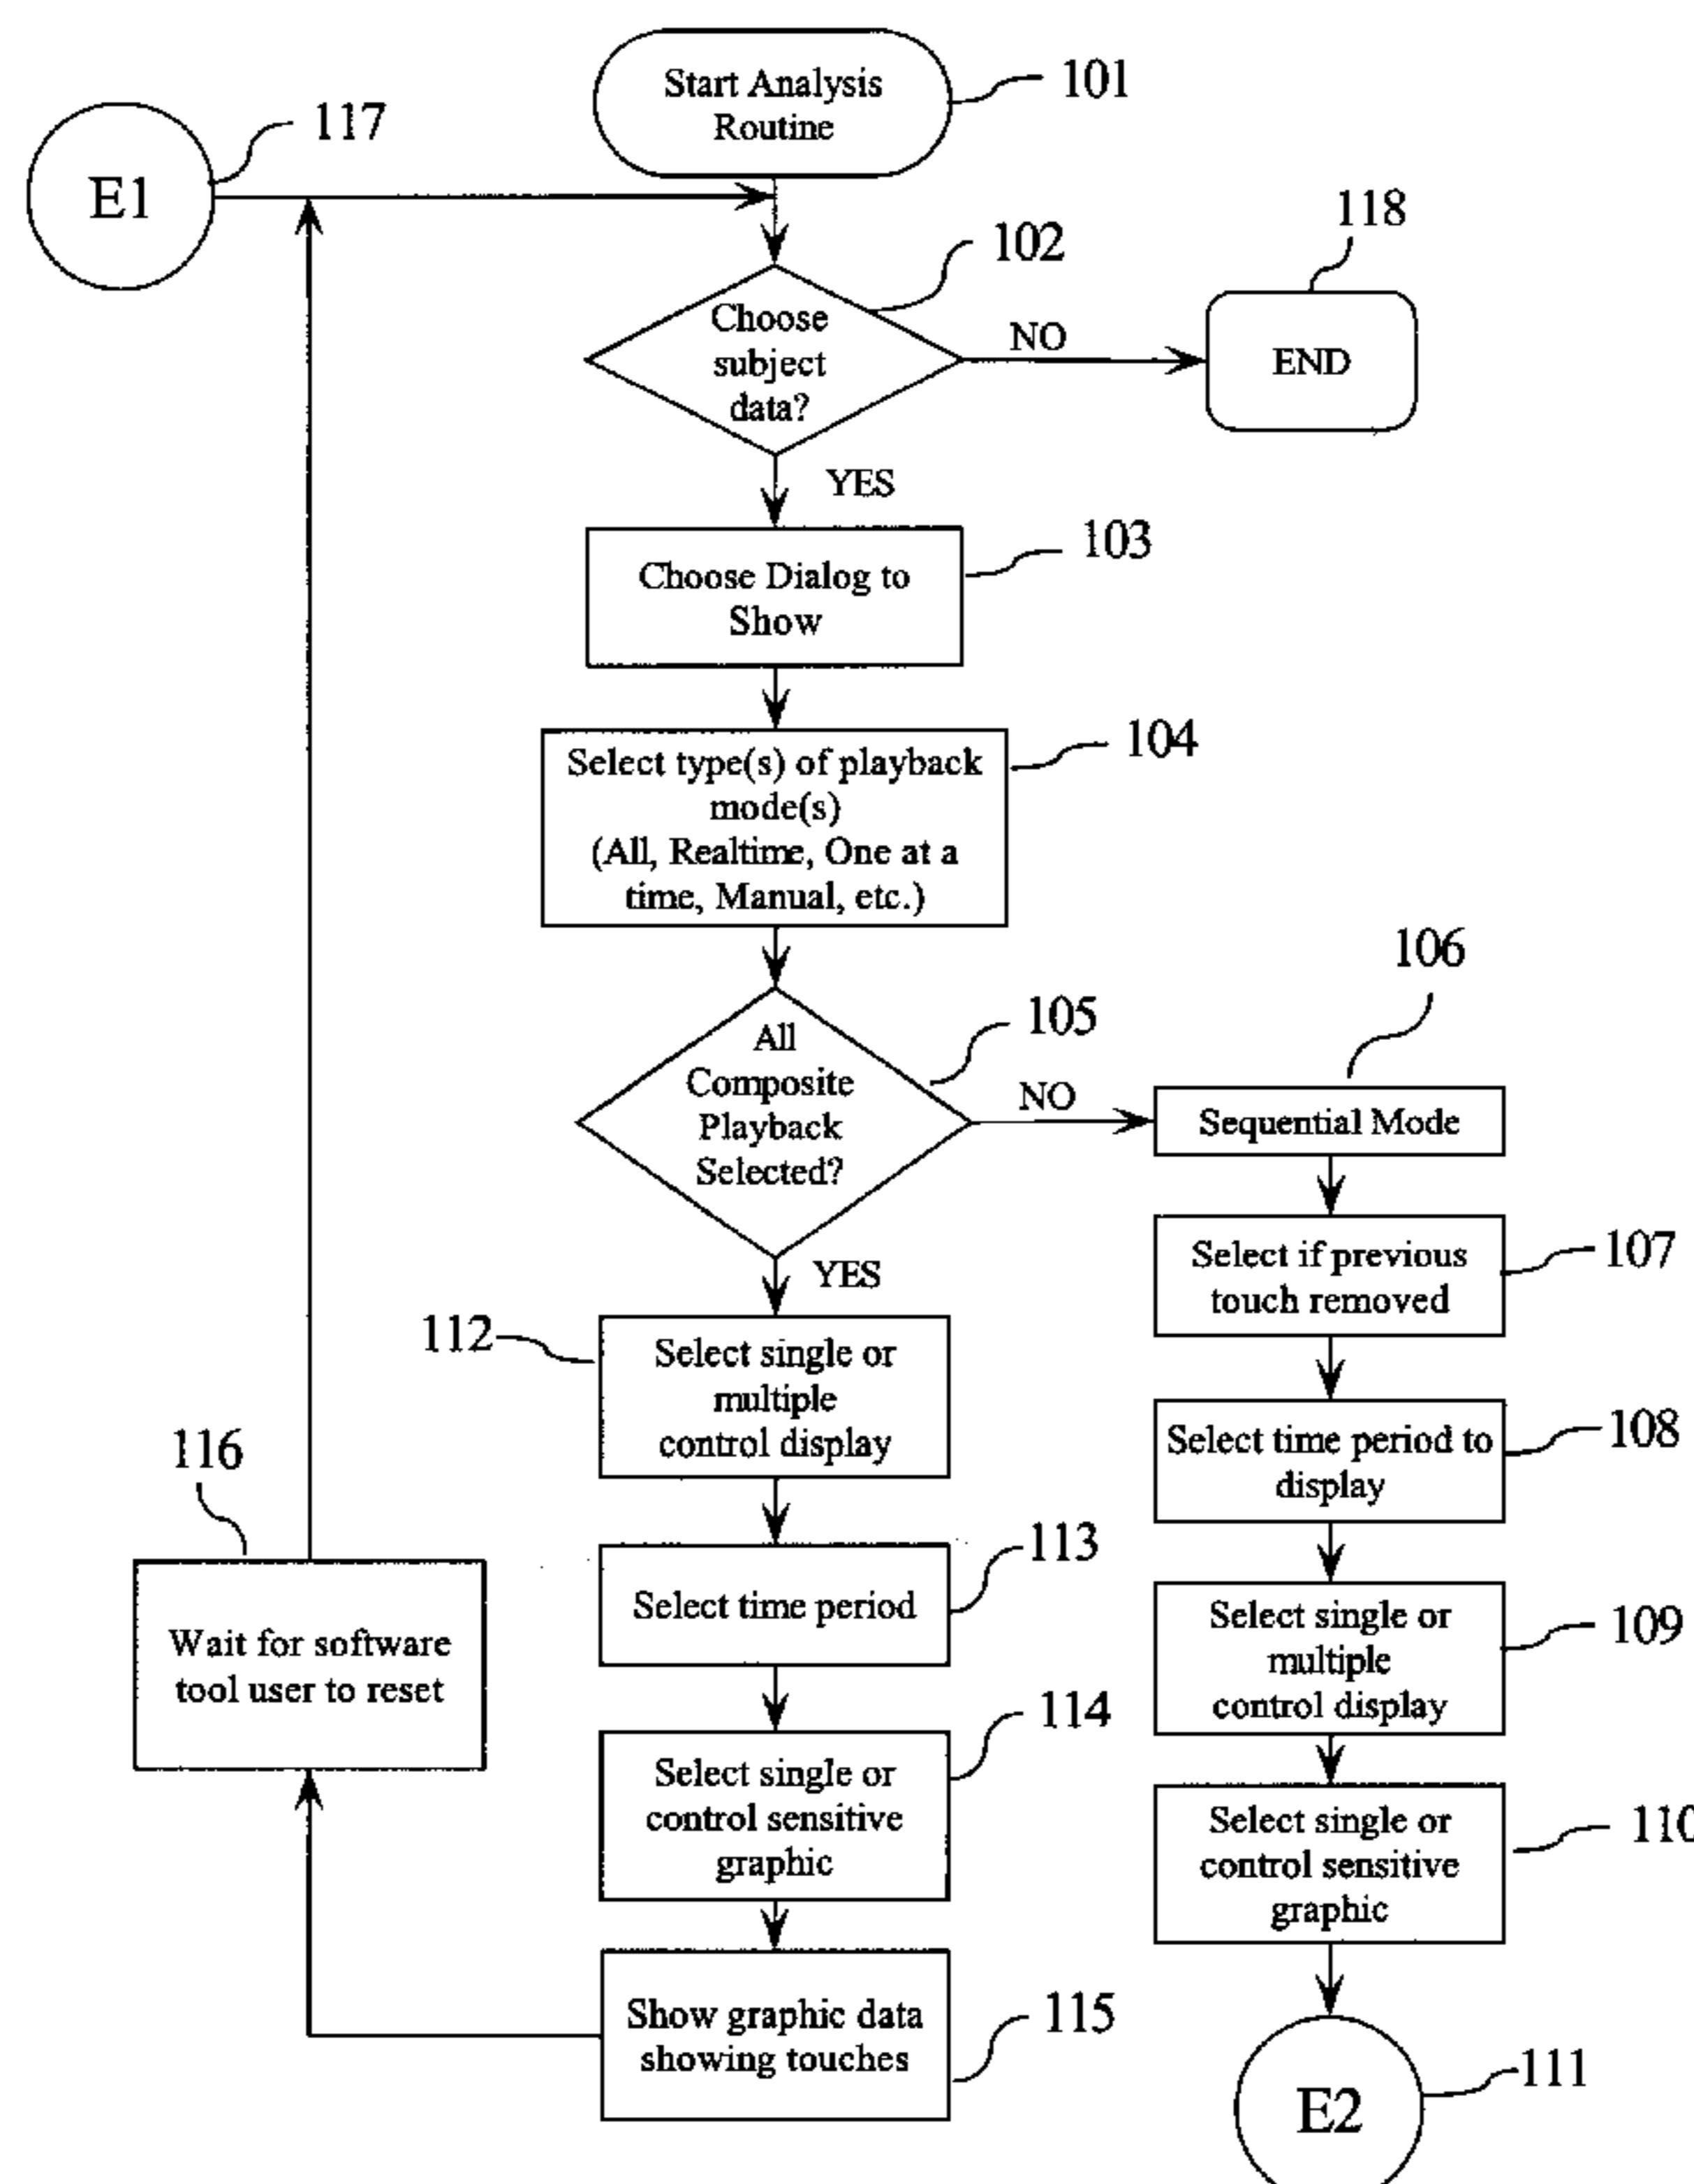 Start Analysis
Routine
101
E1
117
Choose
subject
data?
102
NO
118
END
YES
Choose Dialog to
Show
103
Select type(s) of playback
mode(s)
(All, Realtime, One at a
time, Manual, etc.)
104
All
Composite
Playback
Selected?
105
NO
106
Sequential Mode
YES
Select if previous
touch removed
107
112
Select single or
multiple
control display
Select time period to
display
108
116
Wait for software
tool user to reset
Select time period
113
Select single or
multiple
control display
109
Select single or
control sensitive
graphic
114
Select single or
control sensitive
graphic
110
Show graphic data
showing touches
115
E2
111